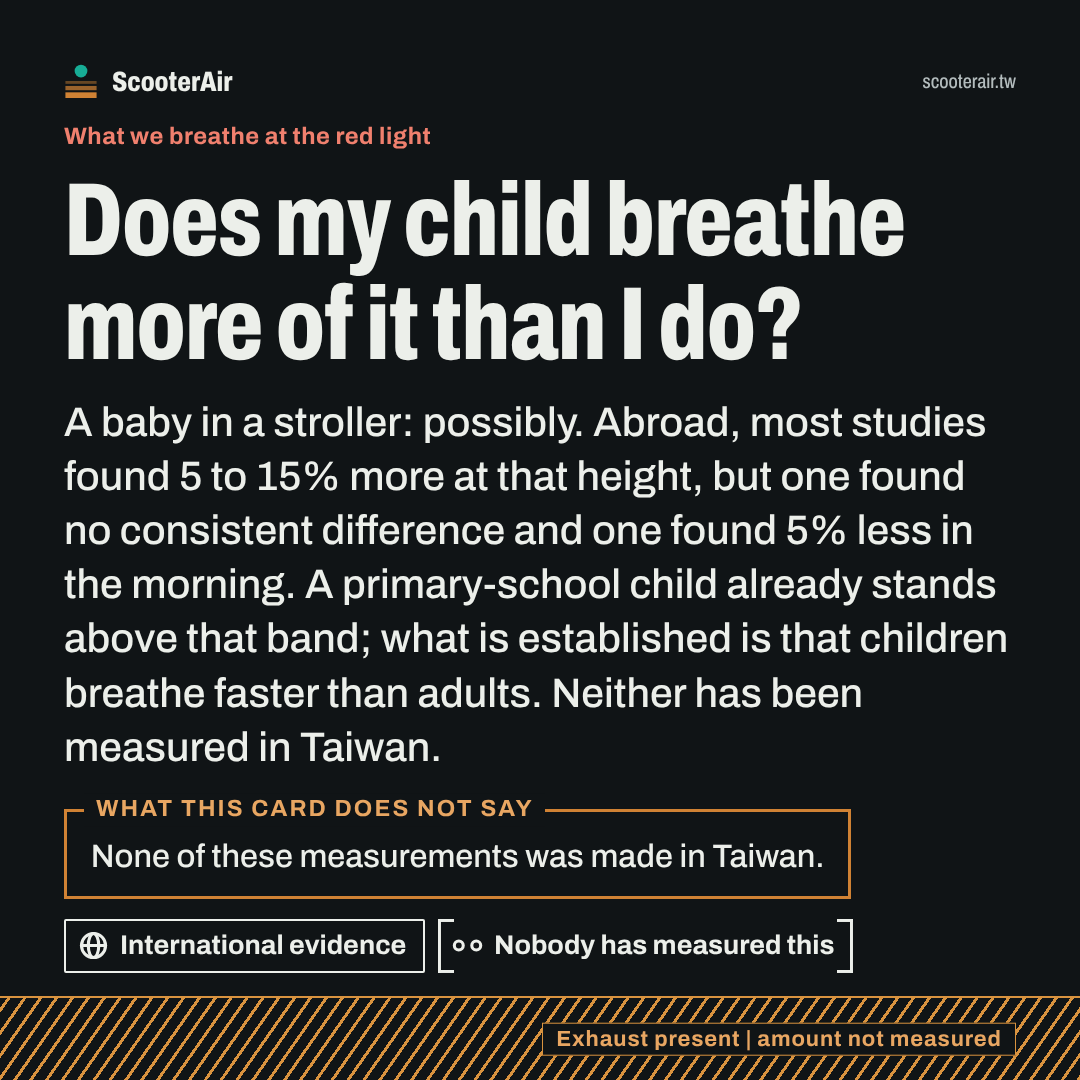 ScooterAir
scooterair.tw
What we breathe at the red light
Does my child breathe
more of it than I do?
A baby in a stroller: possibly. Abroad, most studies
found 5 to 15% more at that height, but one found
no consistent difference and one found 5% less in
the morning. A primary-school child already stands
above that band; what is established is that children
breathe faster than adults. Neither has been
measured in Taiwan.
WHAT THIS CARD DOES NOT SAY
None of these measurements was made in Taiwan.
International evidence
Nobody has measured this
Exhaust present | amount not measured